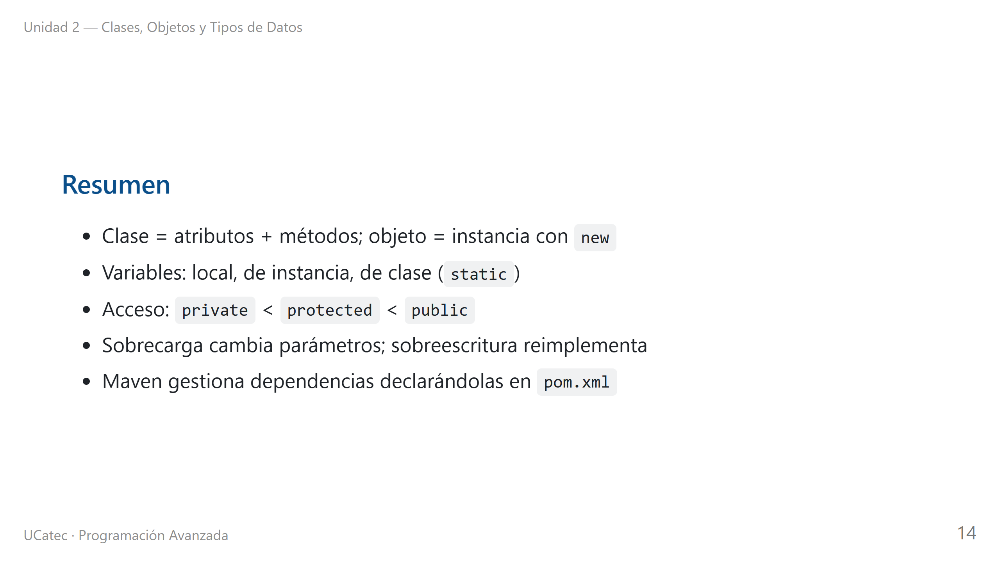 Unidad 2 — Clases, Objetos y Tipos de Datos
Resumen
• Clase = atributos + métodos; objeto = instancia con new
• Variables: local, de instancia, de clase (static)
• Acceso: private < protected < public
• Sobrecarga cambia parámetros; sobreescritura reimplementa
• Maven gestiona dependencias declarándolas en pom.xml
UCatec · Programación Avanzada
14